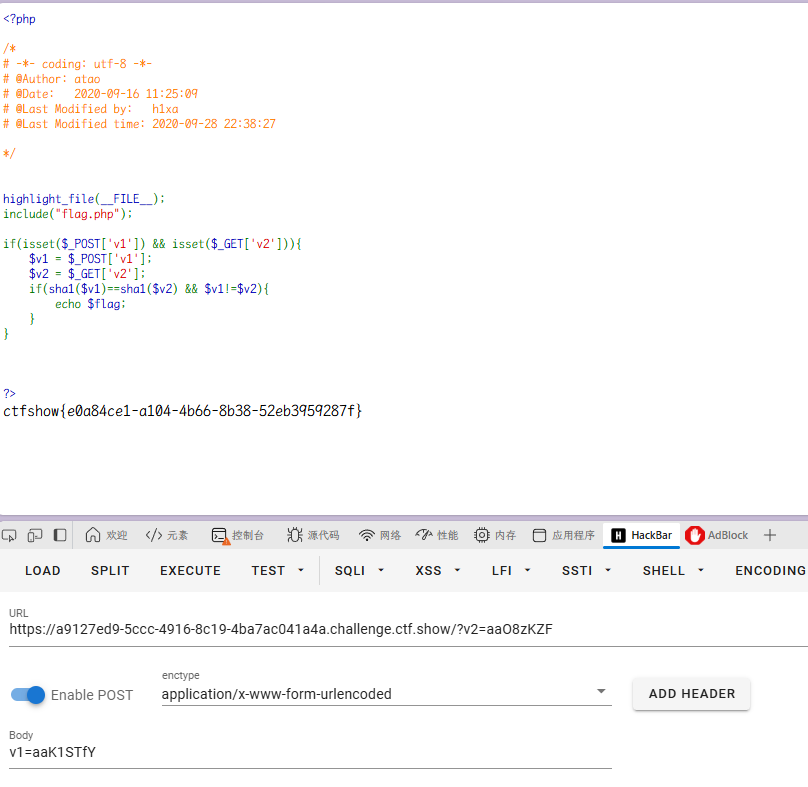 <?php
/*
# -*- coding: utf-8 -*-
# @Author: atao
# @Date:   2020-09-16 11:25:09
# @Last Modified by:   h1xa
# @Last Modified time: 2020-09-28 22:38:27
*/
highlight_file(__FILE__);
include("flag.php");
if(isset($_POST['v1']) && isset($_GET['v2'])){
    $v1 = $_POST['v1'];
    $v2 = $_GET['v2'];
    if(sha1($v1)==sha1($v2) && $v1!=$v2){
        echo $flag;
    }
}
?>
ctfshow{e0a84ce1-a104-4b66-8b38-52eb3959287f}
欢迎 </> 元素 控制台 源代码 网络 性能 内存 应用程序 H HackBar AdBlock +
LOAD SPLIT EXECUTE TEST SQLI XSS LFI SSTI SHELL ENCODING
URL
https://a9127ed9-5ccc-4916-8c19-4ba7ac041a4a.challenge.ctf.show/?v2=aaO8zKZF
enctype
Enable POST application/x-www-form-urlencoded ADD HEADER
Body
v1=aaK1STfY